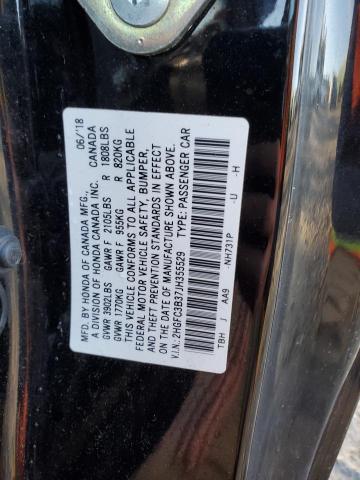 MFD. BY HONDA OF CANADA MFG., 06/'18
A DIVISION OF HONDA CANADA INC. CANADA
GVWR 3902LBS GAWR F 2105LBS R 1808LBS
GVWR 1770KG GAWR F 955KG R 820KG
THIS VEHICLE CONFORMS TO ALL APPLICABLE
FEDERAL MOTOR VEHICLE SAFETY, BUMPER,
AND THEFT PREVENTION STANDARDS IN EFFECT
ON THE DATE OF MANUFACTURE SHOWN ABOVE.
V.I.N.: 2HGFC3B37JH355529 TYPE: PASSENGER CAR
TBH J AA9 NH731P U H